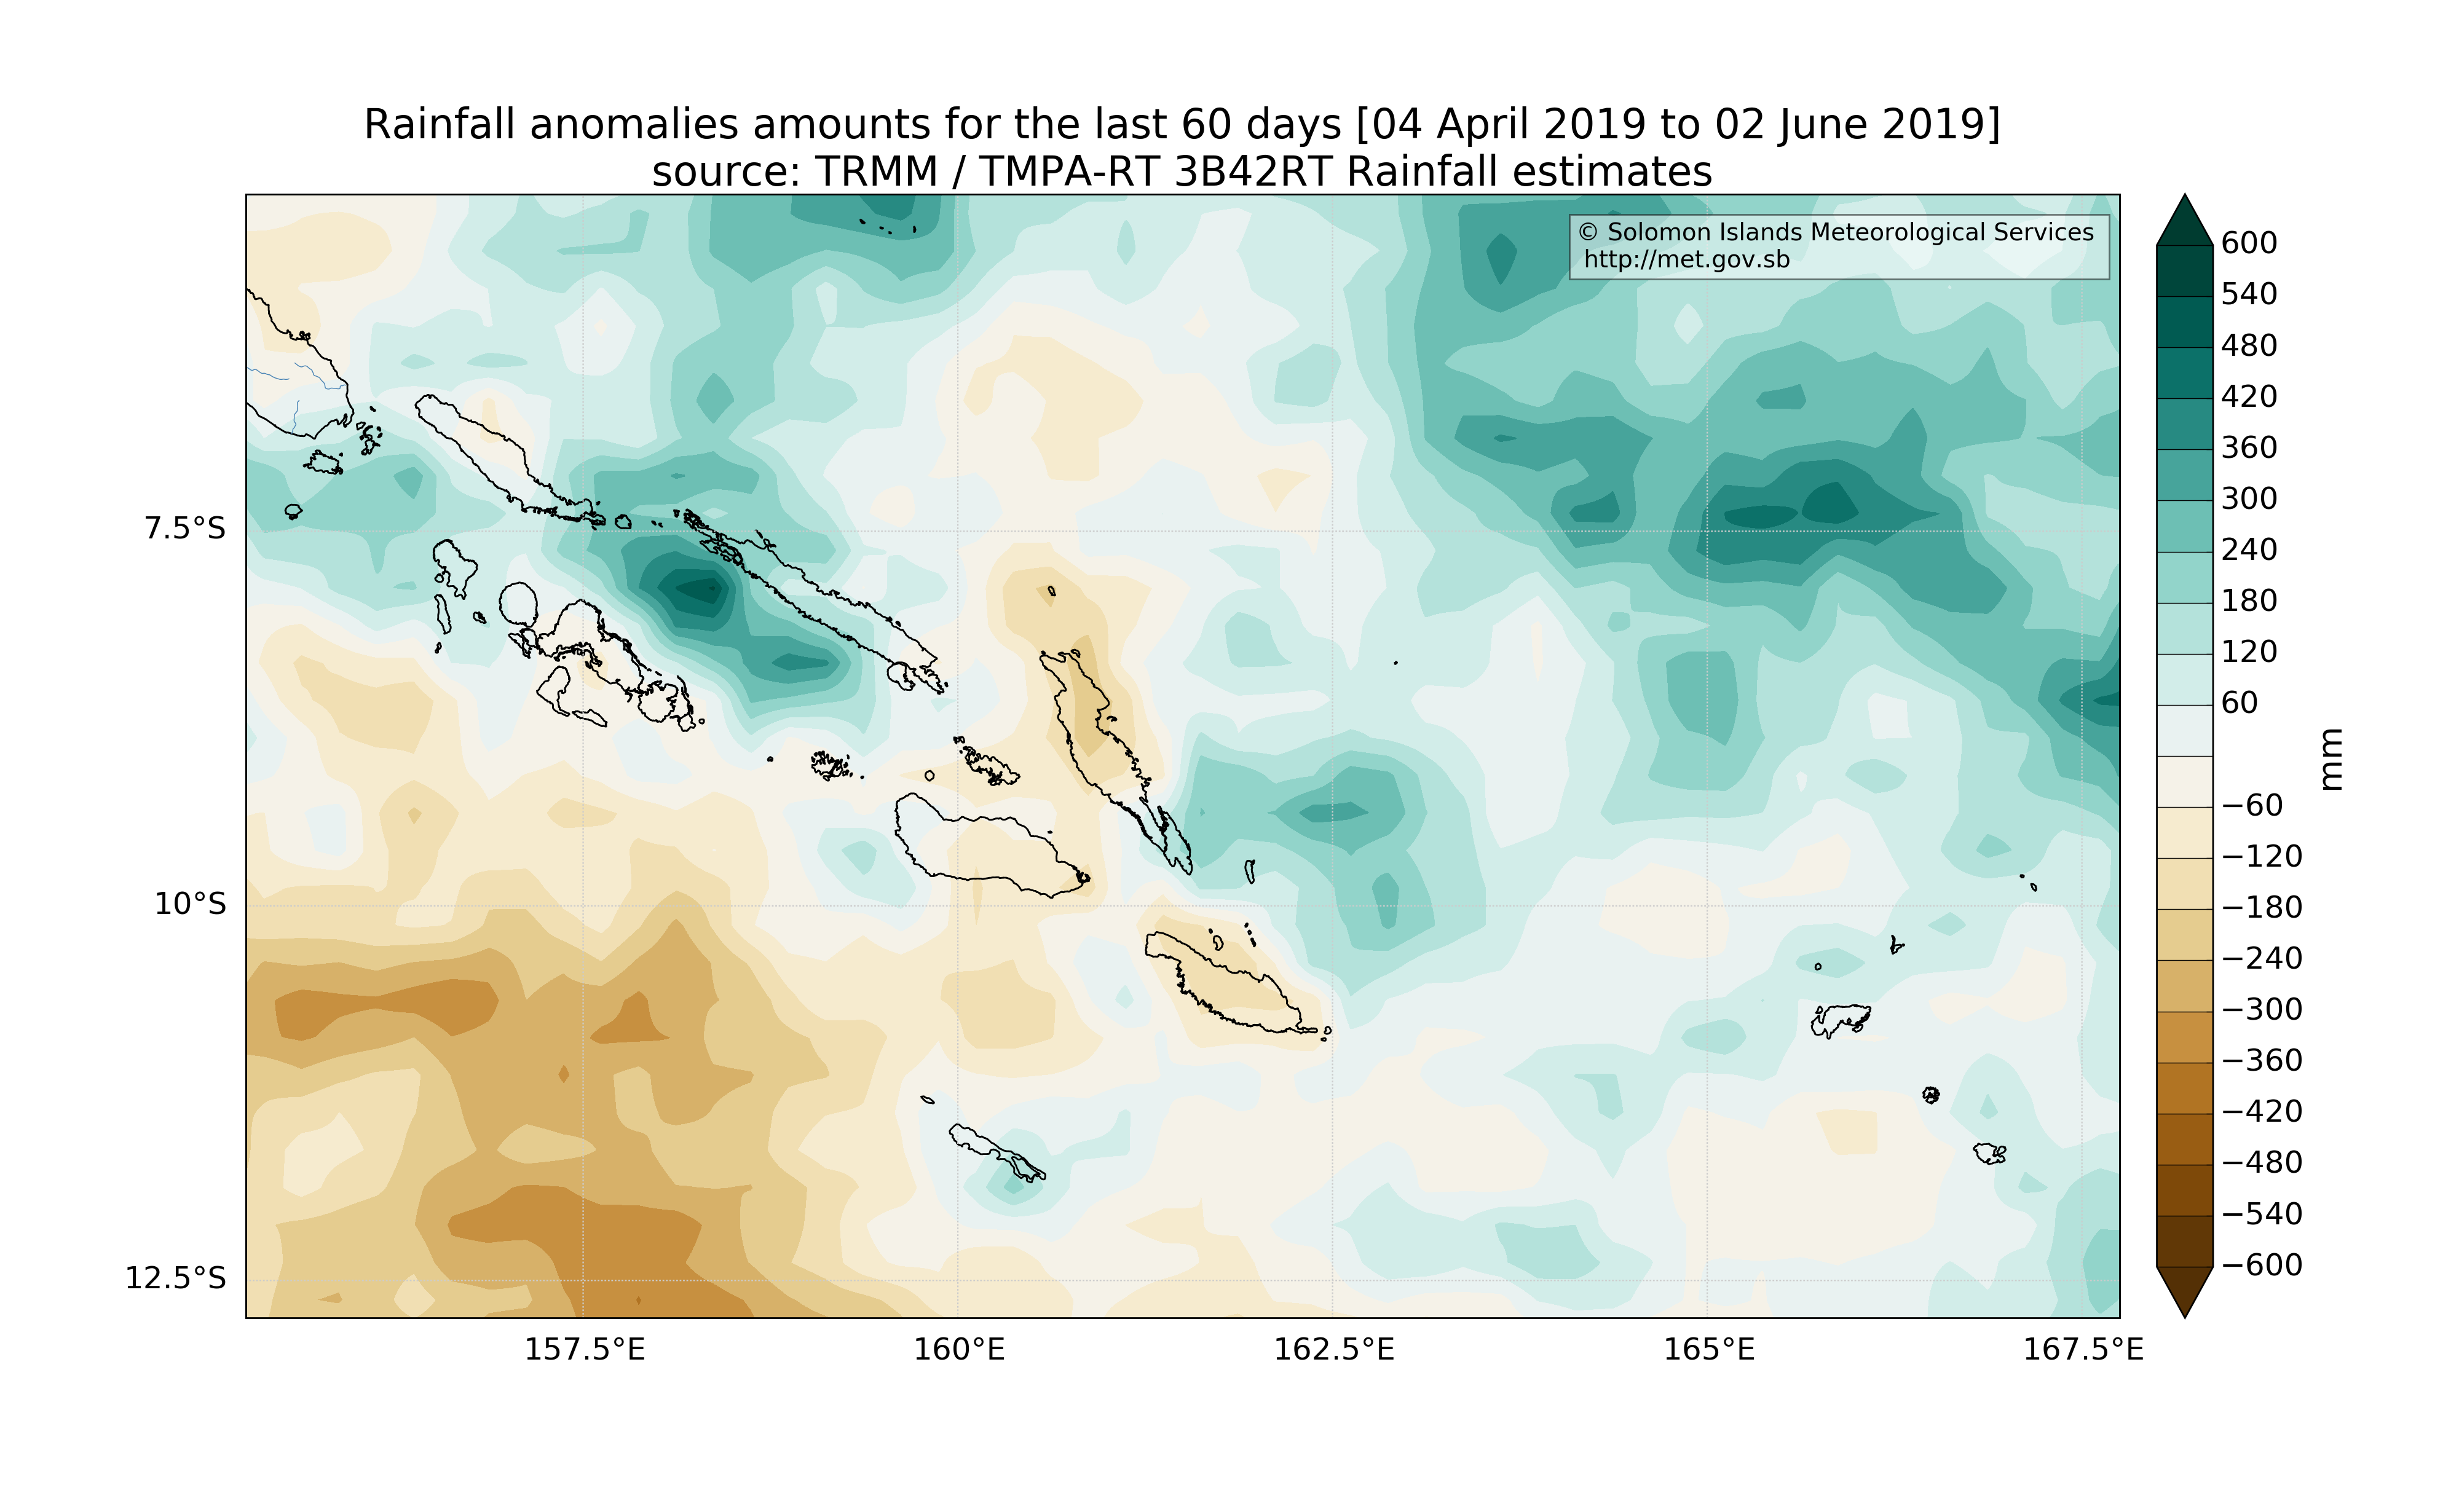 Rainfall anomalies amounts for the last 60 days [04 April 2019 to 02 June 2019]
source: TRMM / TMPA-RT 3B42RT Rainfall estimates
© Solomon Islands Meteorological Services
http://met.gov.sb
7.5°S
10°S
12.5°S
157.5°E
160°E
162.5°E
165°E
167.5°E
600
540
480
420
360
300
240
180
120
60
−60
−120
−180
−240
−300
−360
−420
−480
−540
−600
mm